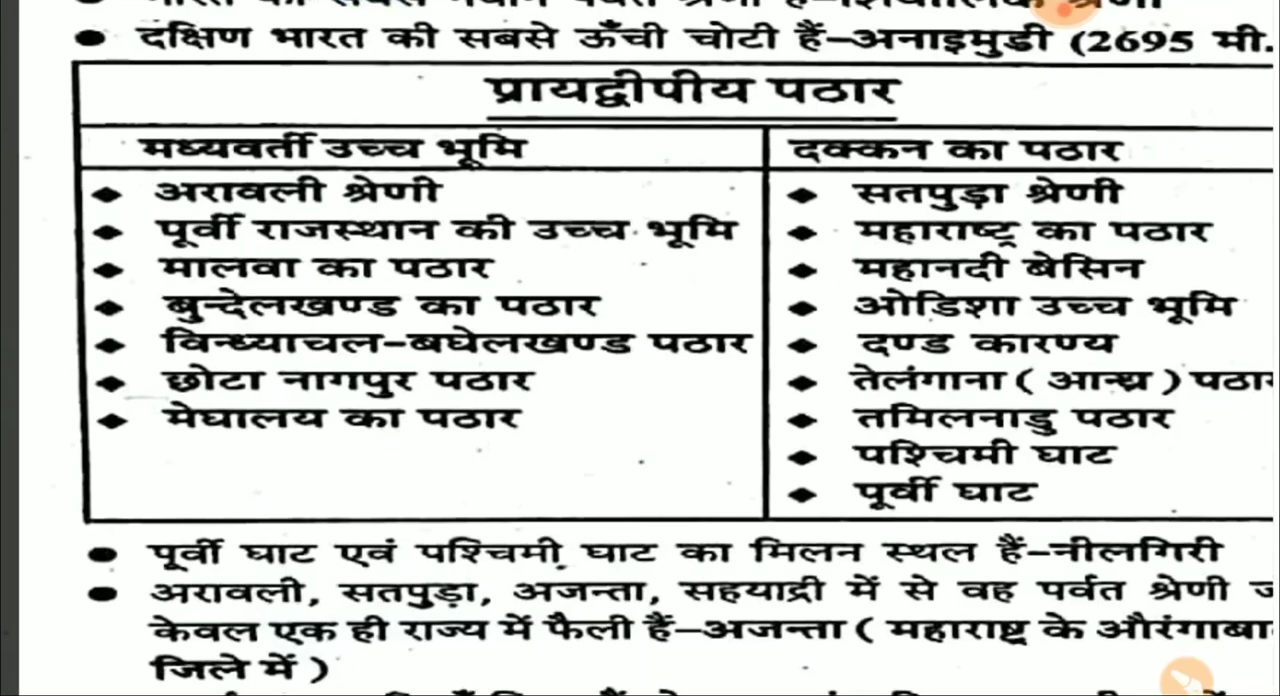 दक्षिण भारत की सबसे ऊँची चोटी हैं–अनाइमुडी (2695 मी.
प्रायद्वीपीय पठार
मध्यवर्ती उच्च भूमि
दक्कन का पठार
अरावली श्रेणी
पूर्वी राजस्थान की उच्च भूमि
मालवा का पठार
बुन्देलखण्ड का पठार
विन्ध्याचल–बघेलखण्ड पठार
छोटा नागपुर पठार
मेघालय का पठार
सतपुड़ा श्रेणी
महाराष्ट्र का पठार
महानदी बेसिन
ओडिशा उच्च भूमि
दण्ड कारण्य
तेलंगाना ( आन्ध्र ) पठार
तमिलनाडु पठार
पश्चिमी घाट
पूर्वी घाट
पूर्वी घाट एवं पश्चिमी घाट का मिलन स्थल हैं–नीलगिरी
अरावली, सतपुड़ा, अजन्ता, सहयाद्री में से वह पर्वत श्रेणी
केवल एक ही राज्य में फैली हैं–अजन्ता ( महाराष्ट्र के औरंगाबा
जिले में )